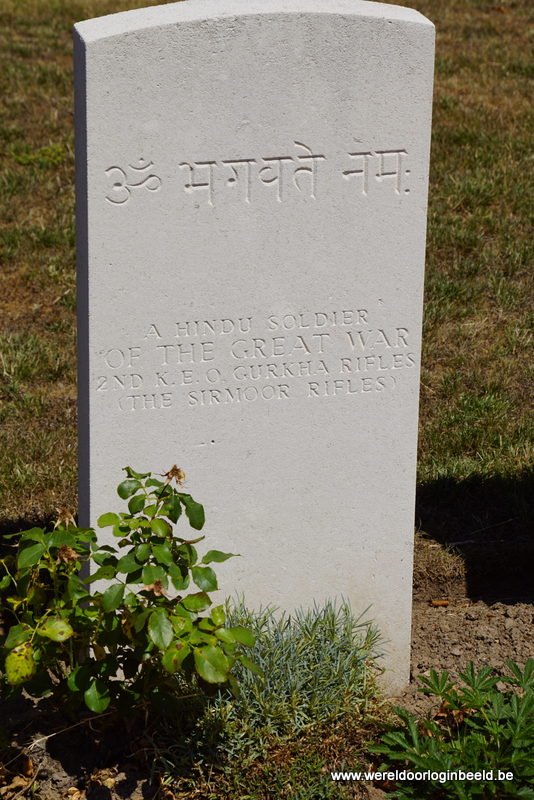 ॐ भगवते नमः
A HINDU SOLDIER
OF THE GREAT WAR
2ND K.E.O. GURKHA RIFLES
(THE SIRMOOR RIFLES)
www.wereldoorloginbeeld.be